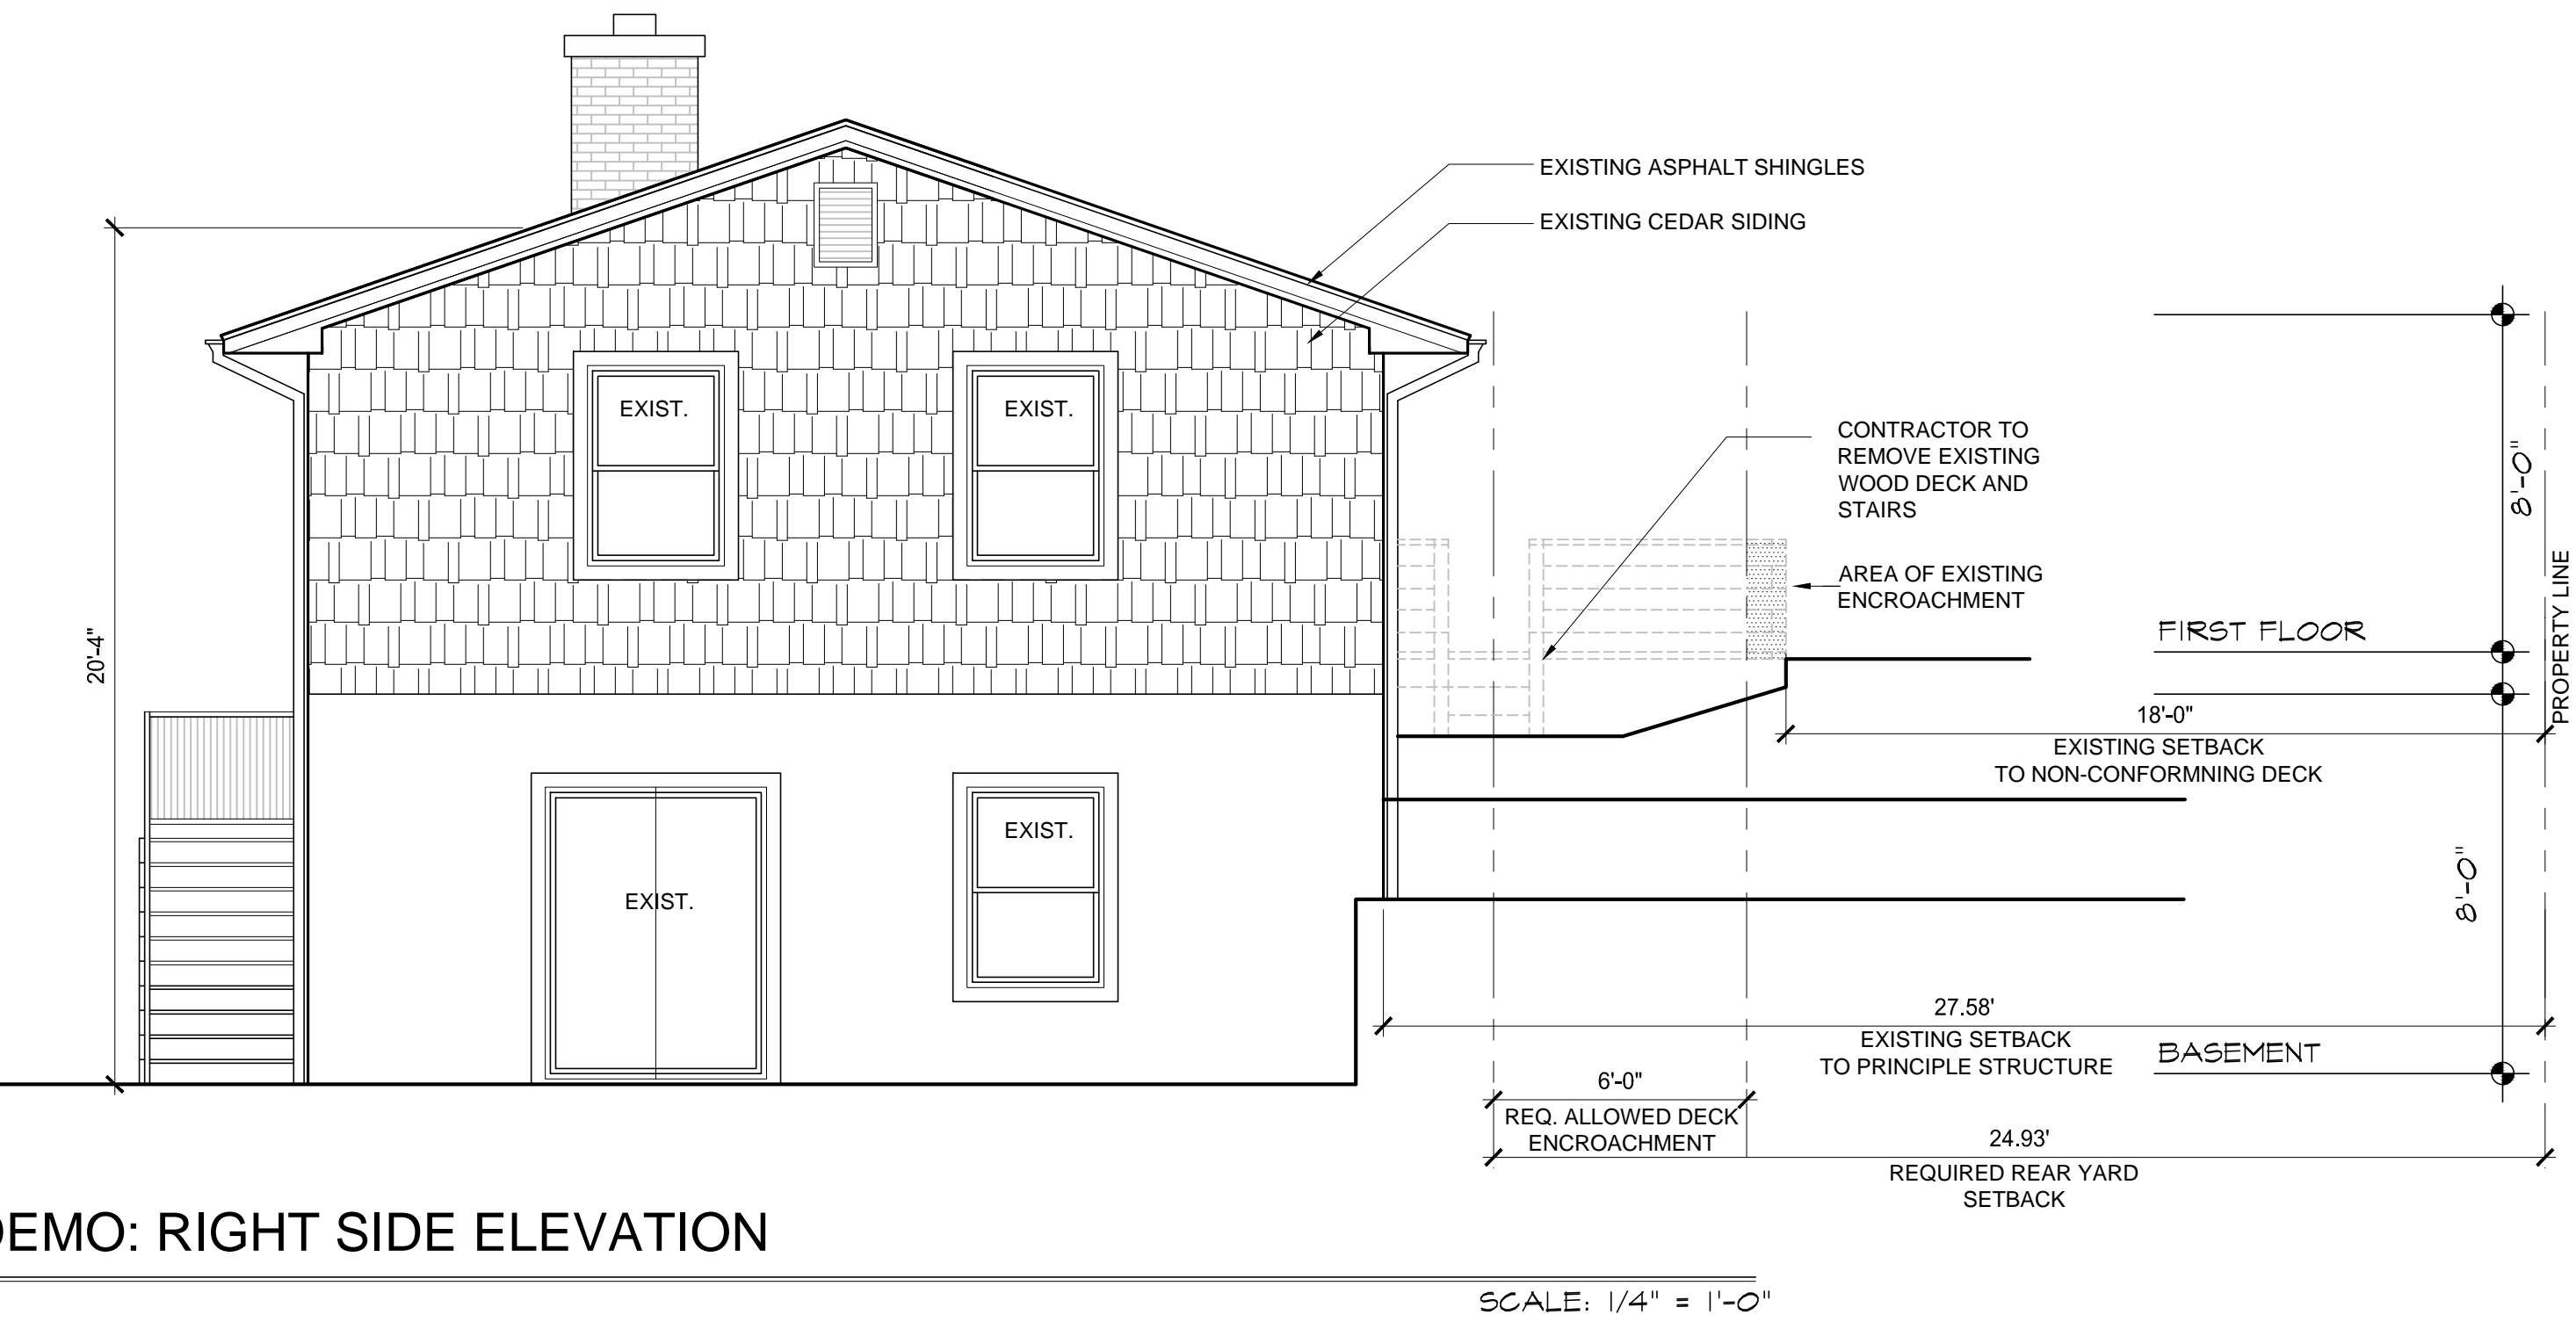 EXISTING ASPHALT SHINGLES
EXISTING CEDAR SIDING
EXIST.
EXIST.
CONTRACTOR TO
REMOVE EXISTING
WOOD DECK AND
STAIRS
8'-0"
AREA OF EXISTING
ENCROACHMENT
PROPERTY LINE
FIRST FLOOR
20'-4"
18'-0"
EXISTING SETBACK
TO NON-CONFORMNING DECK
EXIST.
EXIST.
8'-0"
27.58'
EXISTING SETBACK
TO PRINCIPLE STRUCTURE
BASEMENT
6'-0"
REQ. ALLOWED DECK
ENCROACHMENT
24.93'
REQUIRED REAR YARD
SETBACK
DEMO: RIGHT SIDE ELEVATION
SCALE: 1/4" = 1'-0"